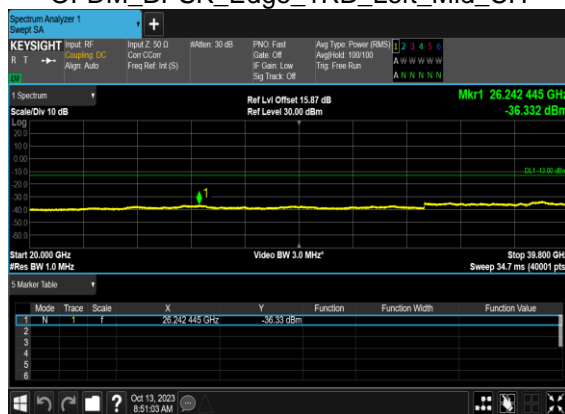 Spectrum Analyzer 1
Swept SA
+
KEYSIGHT
R T
LV
Input: RF
Coupling: DC
Align: Auto
Input Z: 50 Ω
Corr CCorr
Freq Ref: Int (S)
#Atten: 30 dB
PNO: Fast
Gate: Off
IF Gain: Low
Sig Track: Off
Avg Type: Power (RMS)
Avg|Hold: 100/100
Trig: Free Run
1 2 3 4 5 6
A W W W W W
A N N N N N
1 Spectrum
Scale/Div 10 dB
Ref Lvl Offset 15.87 dB
Ref Level 30.00 dBm
Mkr1 26.242 445 GHz
-36.332 dBm
Log
20.0
10.0
0.00
-10.0
-20.0
-30.0
-40.0
-50.0
-60.0
DL1 -13.00 dBm
1
Start 20.000 GHz
#Res BW 1.0 MHz
Video BW 3.0 MHz*
Stop 39.800 GHz
Sweep 34.7 ms (40001 pts)
5 Marker Table
Mode Trace Scale X Y Function Function Width Function Value
1 N 1 f 26.242 445 GHz -36.33 dBm
2
3
4
5
6
?
Oct 13, 2023
8:51:03 AM